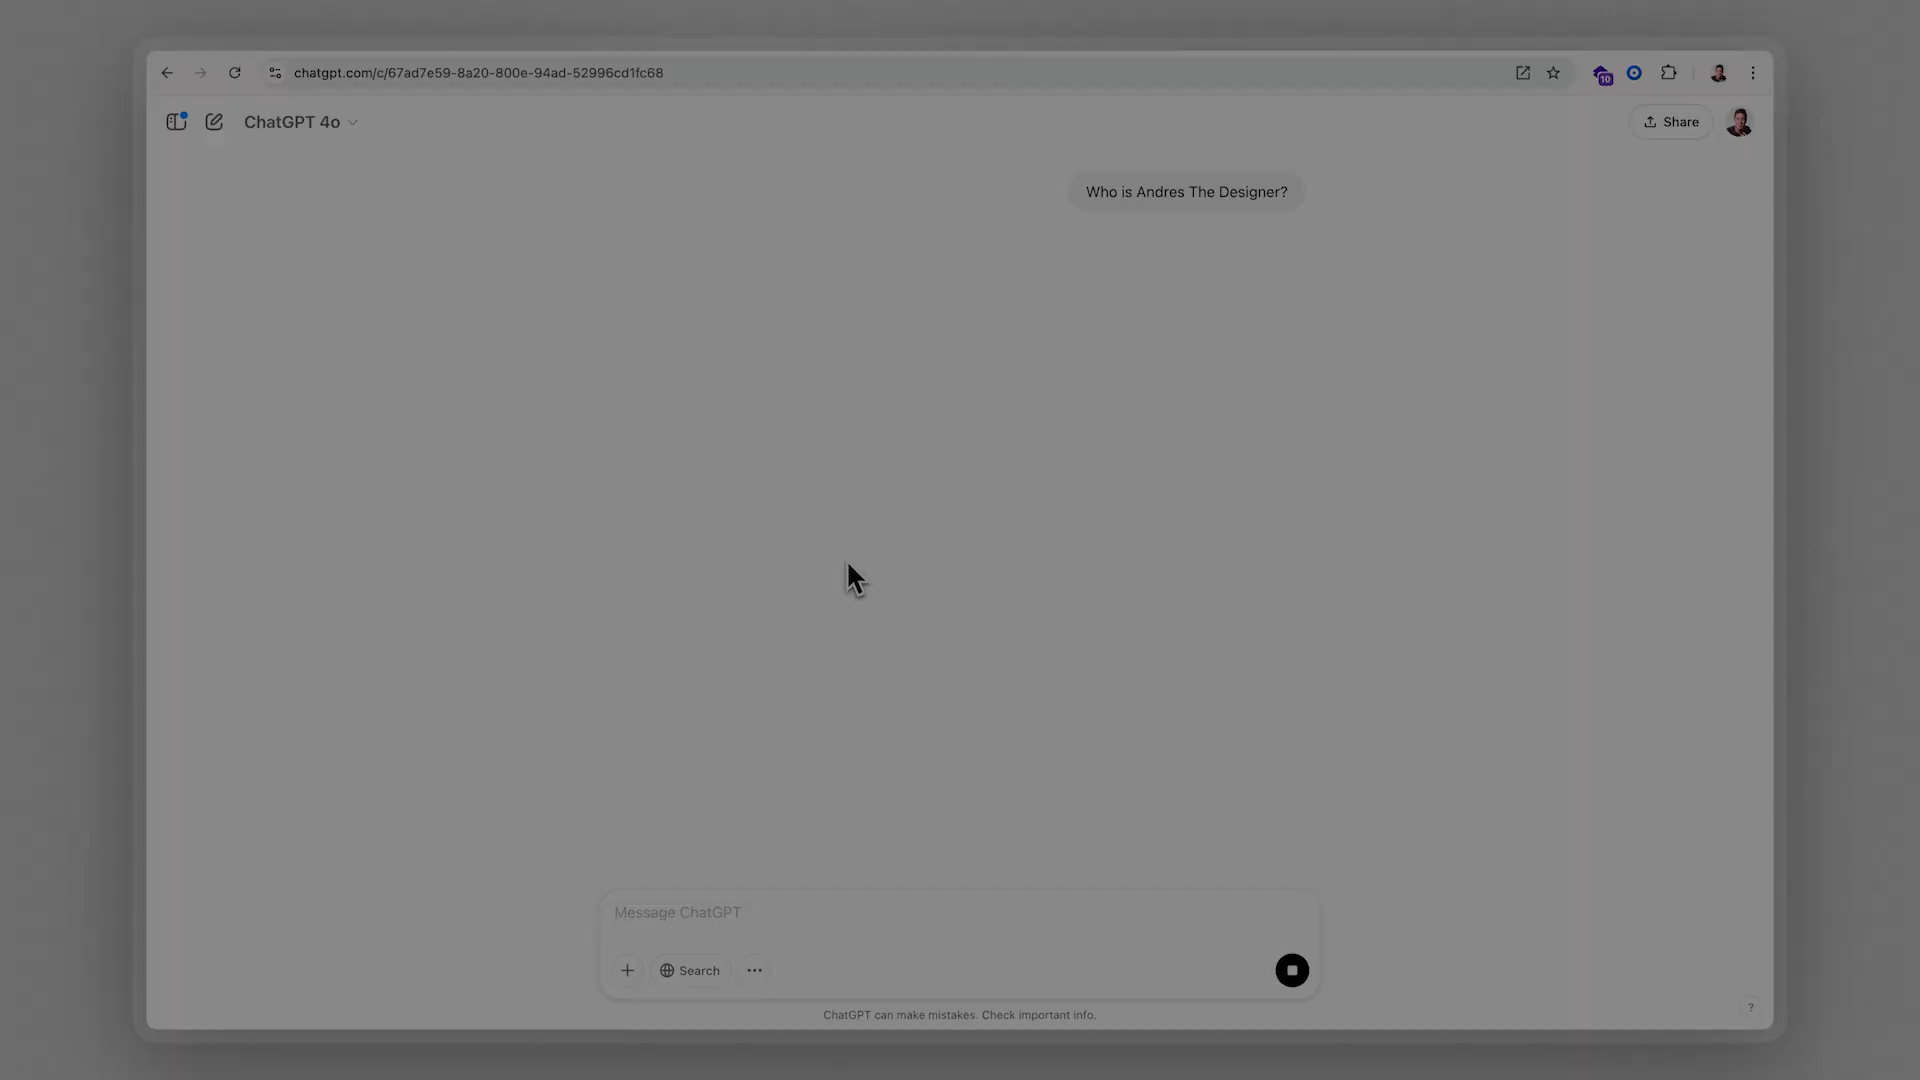 chatgpt.com/c/67ad7e59-8a20-800e-94ad-52996cd1fc68
10
ChatGPT 4o
Share
Who is Andres The Designer?
Message ChatGPT
Search
ChatGPT can make mistakes. Check important info.
?